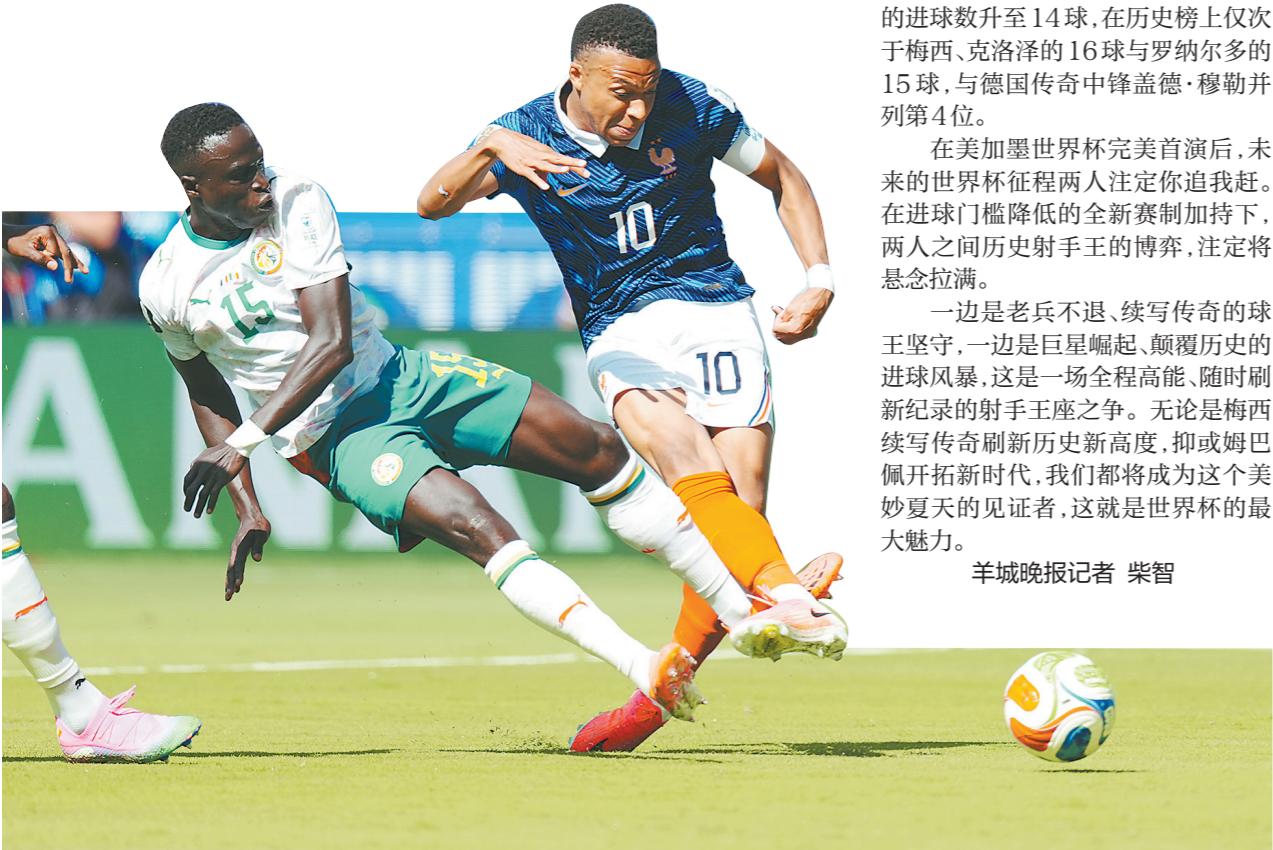 的进球数升至14球,在历史榜上仅次
于梅西、克洛泽的16球与罗纳尔多的
15球,与德国传奇中锋盖德·穆勒并
列第4位。
在美加墨世界杯完美首演后,未
来的世界杯征程两人注定你追我赶。
在进球门槛降低的全新赛制加持下,
两人之间历史射手王的博弈,注定将
悬念拉满。
一边是老兵不退、续写传奇的球
王坚守,一边是巨星崛起、颠覆历史的
进球风暴,这是一场全程高能、随时刷
新纪录的射手王座之争。无论是梅西
续写传奇刷新历史新高度,抑或姆巴
佩开拓新时代,我们都将成为这个美
妙夏天的见证者,这就是世界杯的最
大魅力。
羊城晚报记者 柴智
10
15
15
10